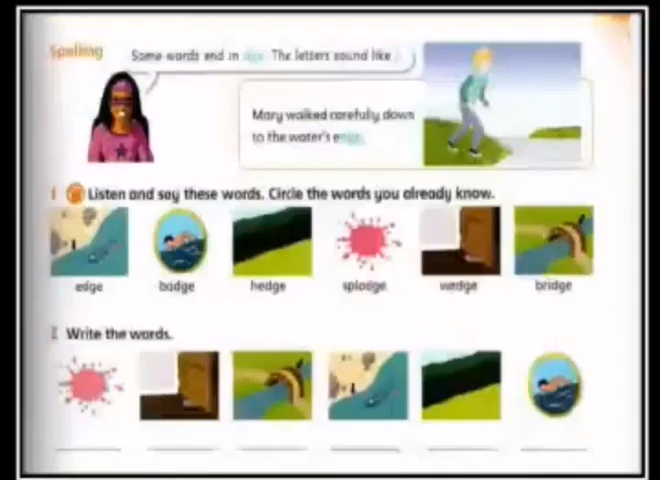 Spelling
Some words end in dge. The letters sound like j.
Mary walked carefully down
to the water's edge.
1 Listen and say these words. Circle the words you already know.
edge badge hedge splodge wedge bridge
2 Write the words.